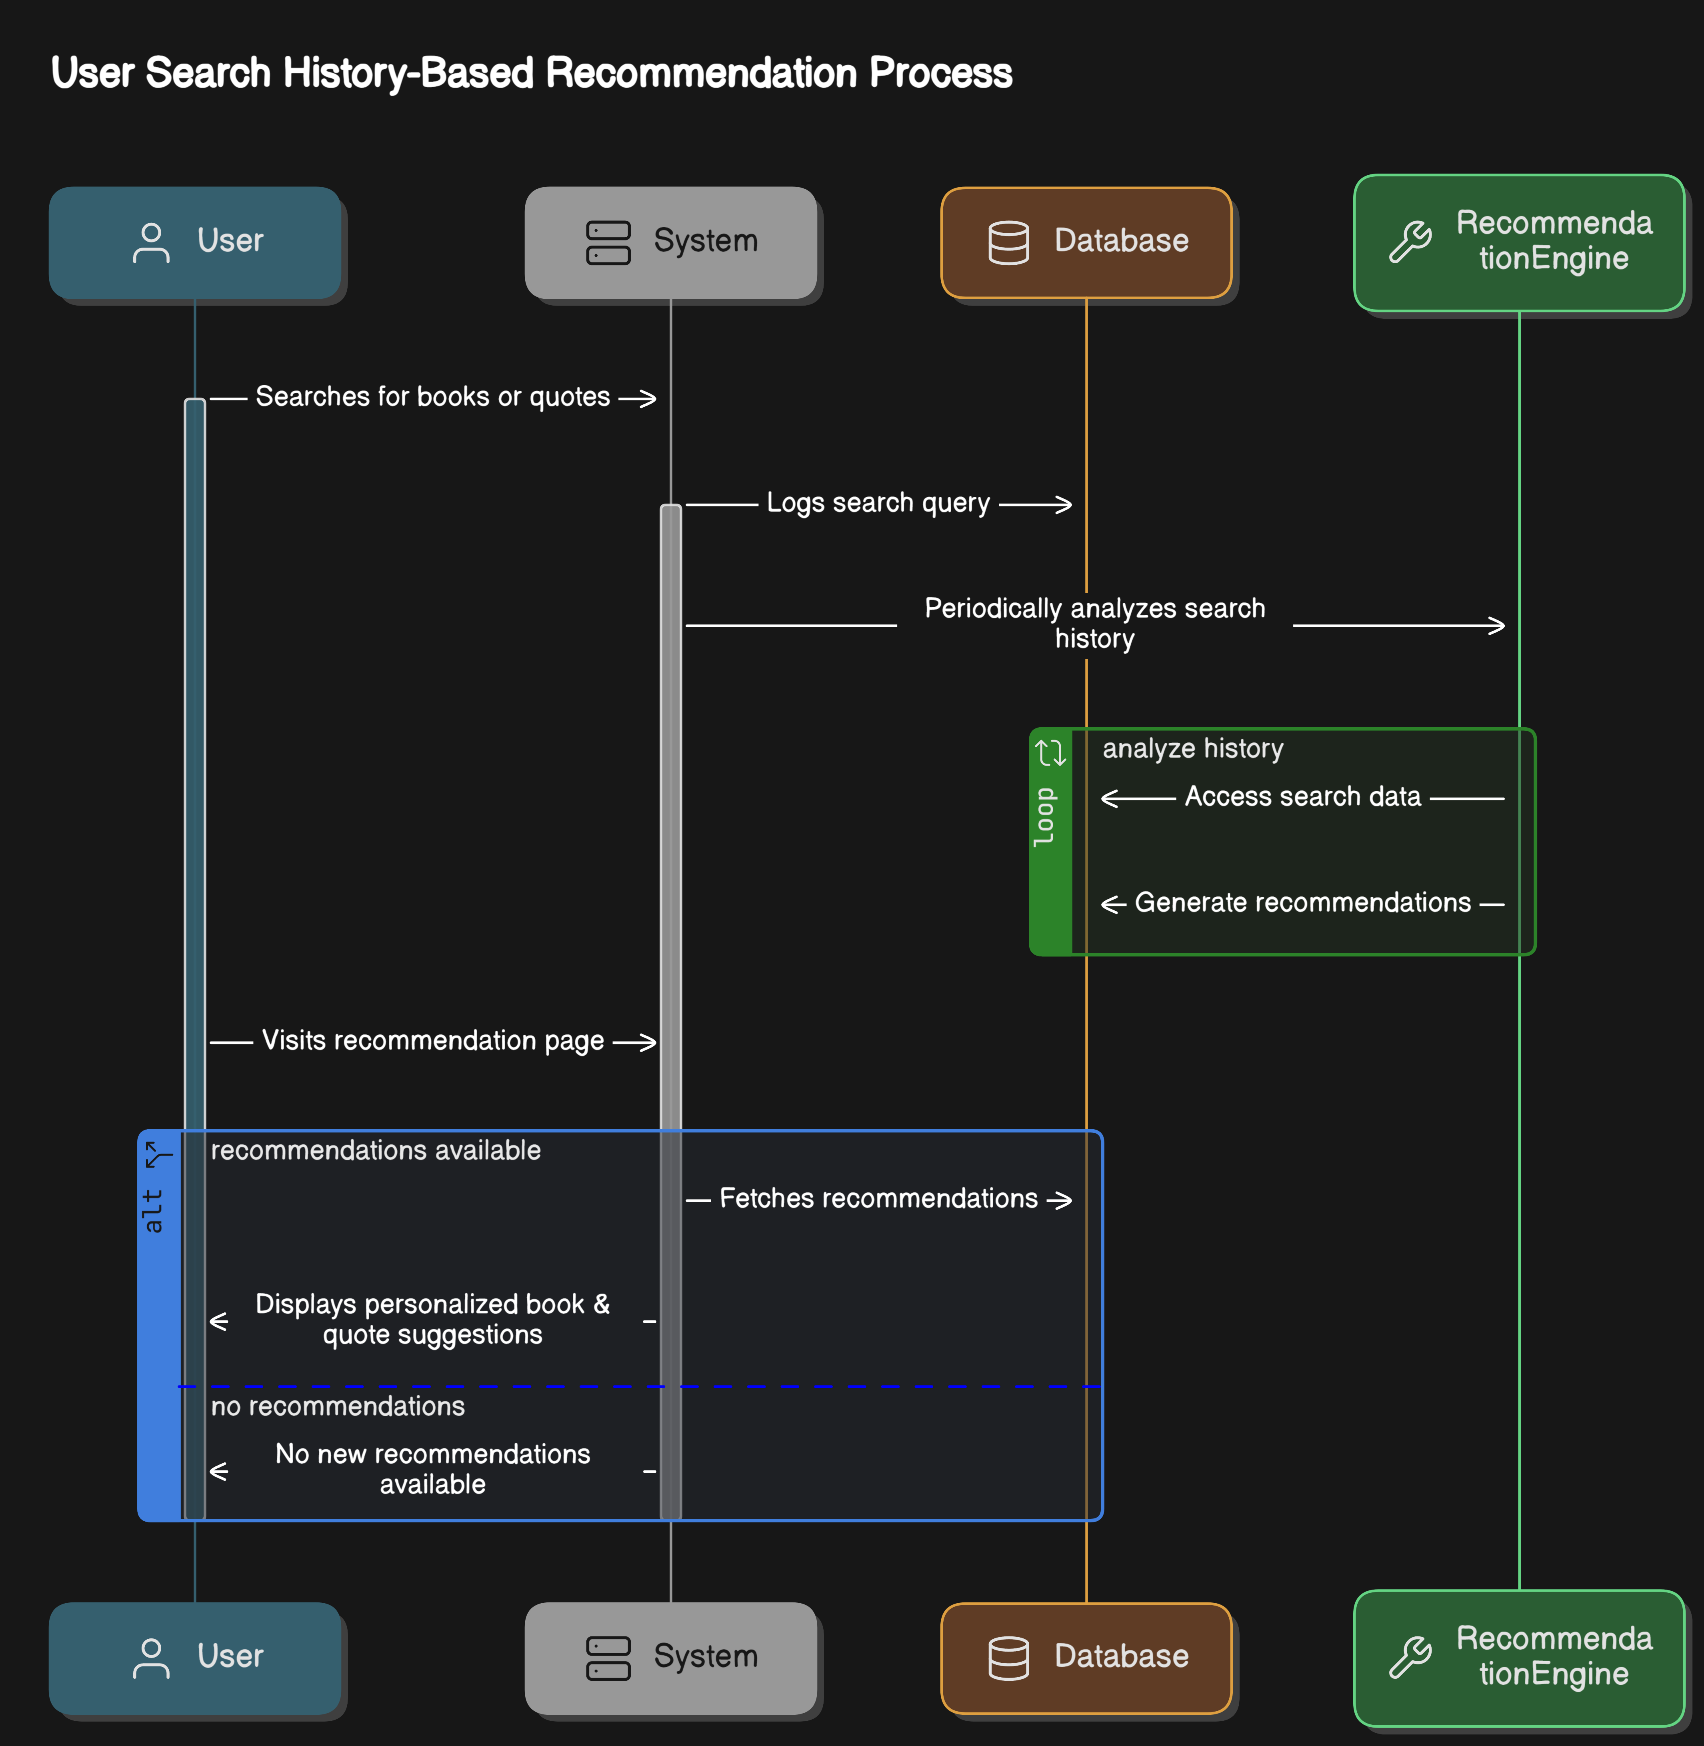 User Search History-Based Recommendation Process
User
System
Database
Recommenda
tionEngine
Searches for books or quotes
Logs search query
Periodically analyzes search
history
loop
analyze history
Access search data
Generate recommendations
Visits recommendation page
alt
recommendations available
Fetches recommendations
Displays personalized book &
quote suggestions
no recommendations
No new recommendations
available
User
System
Database
Recommenda
tionEngine